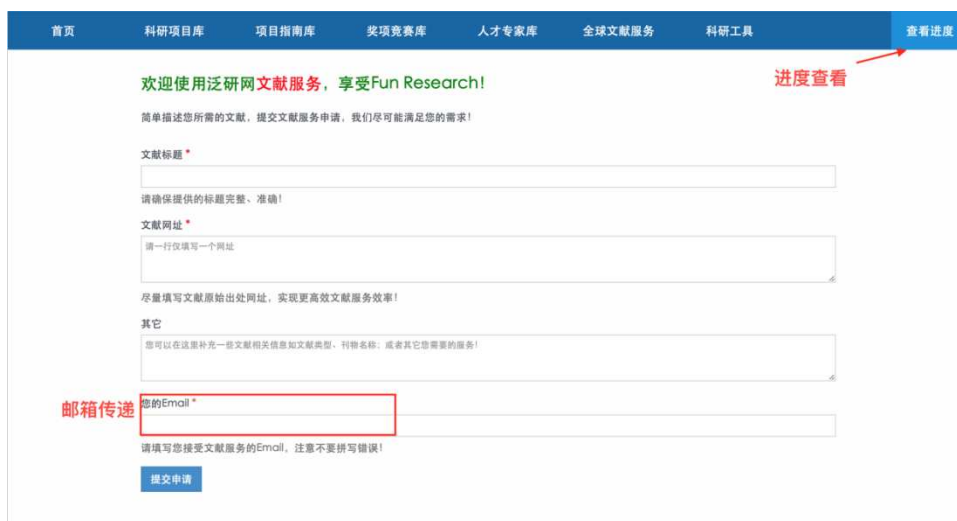 首页 科研项目库 项目指南库 奖项竞赛库 人才专家库 全球文献服务 科研工具 查看进度
进度查看
欢迎使用泛研网文献服务，享受Fun Research!
简单描述您所需的文献，提交文献服务申请，我们尽可能满足您的需求!
文献标题 *
请确保提供的标题完整、准确!
文献网址 *
请一行仅填写一个网址
尽量填写文献原始出处网址，实现更高效文献服务效率!
其它
您可以在这里补充一些文献相关信息如文献类型、刊物名称; 或者其它您需要的服务!
邮箱传递
您的Email *
请填写您接受文献服务的Email，注意不要拼写错误!
提交申请